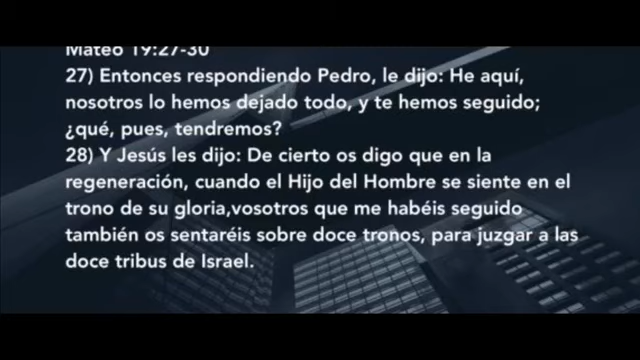 Mateo 19:27-30
27) Entonces respondiendo Pedro, le dijo: He aquí,
nosotros lo hemos dejado todo, y te hemos seguido;
¿qué, pues, tendremos?
28) Y Jesús les dijo: De cierto os digo que en la
regeneración, cuando el Hijo del Hombre se siente en el
trono de su gloria,vosotros que me habéis seguido
también os sentaréis sobre doce tronos, para juzgar a las
doce tribus de Israel.